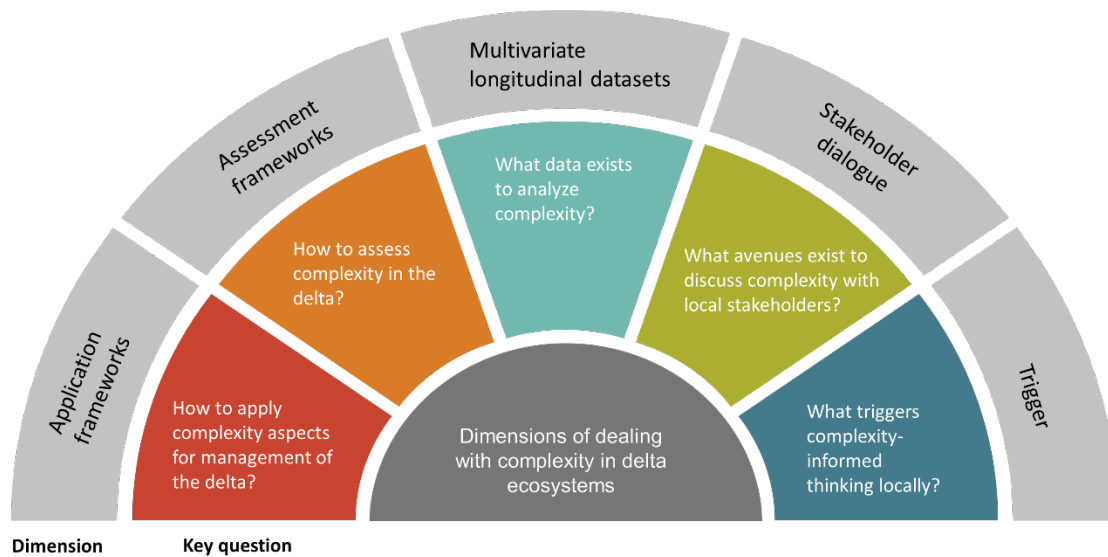 Multivariate
longitudinal datasets
Assessment
frameworks
Stakeholder
dialogue
Application
frameworks
Trigger
What data exists
to analyze
complexity?
How to assess
complexity in the
delta?
What avenues exist to
discuss complexity with
local stakeholders?
How to apply
complexity aspects
for management of
the delta?
What triggers
complexity-
informed
thinking locally?
Dimensions of dealing
with complexity in delta
ecosystems
Dimension
Key question